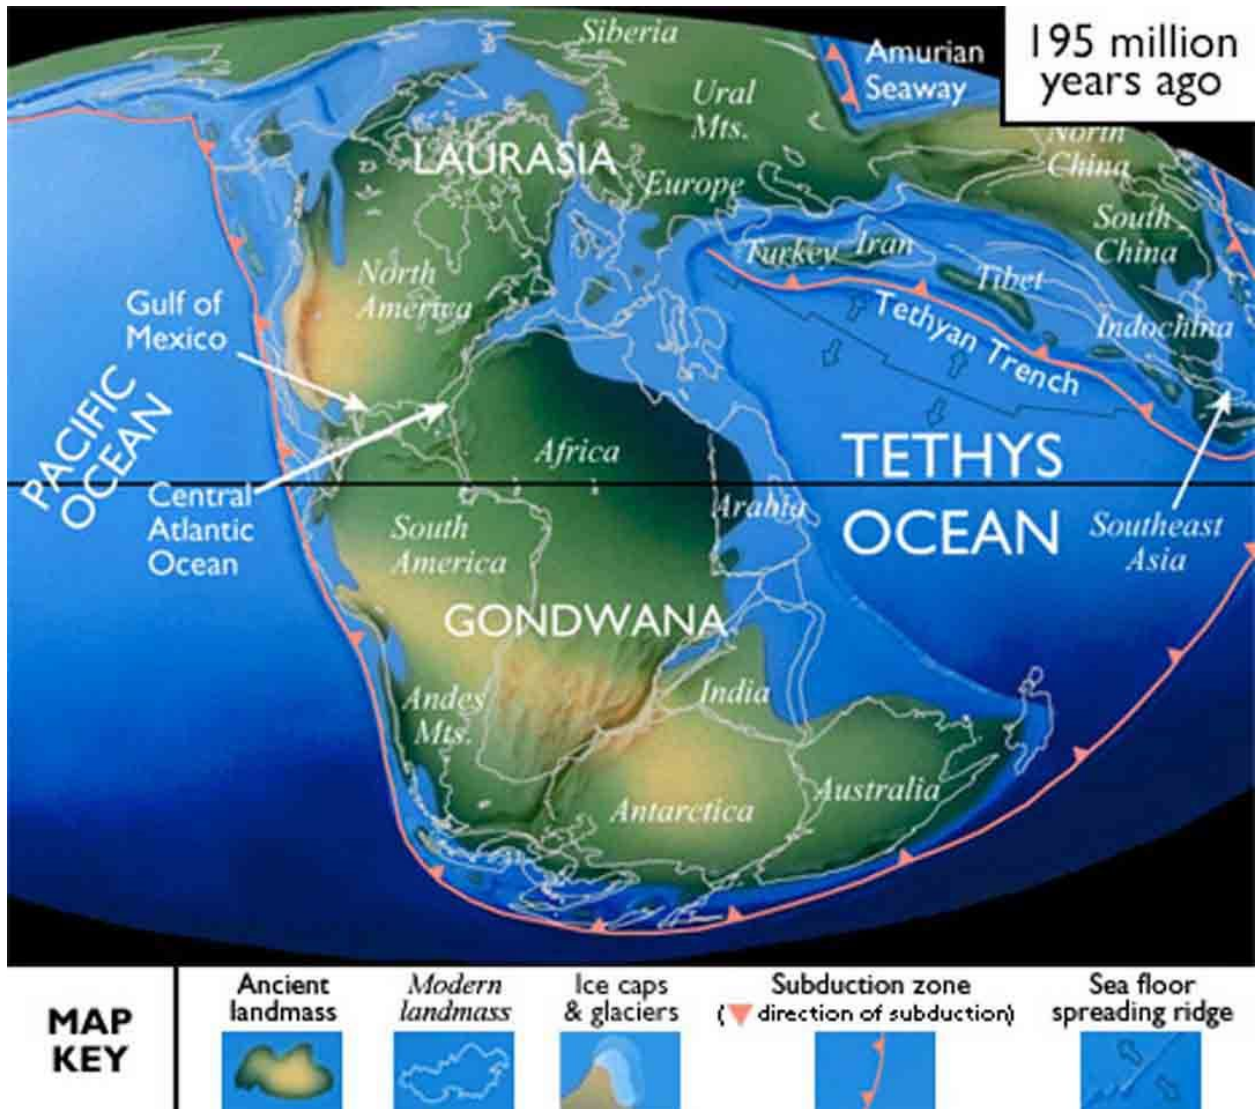 Siberia
Amurian
Seaway
195 million
years ago
Ural
Mts.
North
China
LAURASIA
Europe
South
China
Turkey
Iran
Tibet
North
America
Gulf of
Mexico
Indochina
Tethyan Trench
PACIFIC
OCEAN
Africa
TETHYS
OCEAN
Central
Atlantic
Ocean
Arabia
South
America
Southeast
Asia
GONDWANA
Andes
Mts.
India
Antarctica
Australia
MAP
KEY
Ancient
landmass
Modern
landmass
Ice caps
& glaciers
Subduction zone
( direction of subduction)
Sea floor
spreading ridge